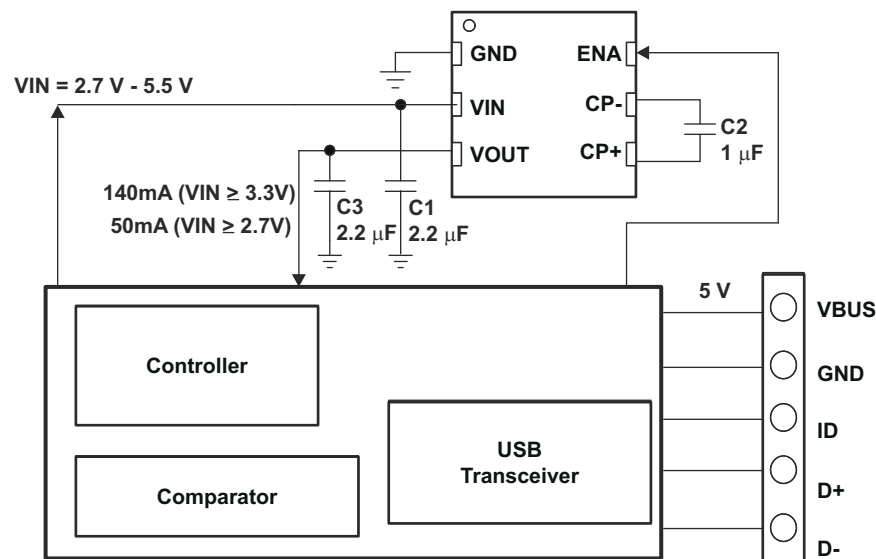 GND
ENA
VIN = 2.7 V - 5.5 V
VIN
CP-
C2
1 μF
VOUT
CP+
140mA (VIN ≥ 3.3V)
50mA (VIN ≥ 2.7V)
C3
2.2 μF
C1
2.2 μF
5 V
VBUS
Controller
GND
ID
USB
Transceiver
Comparator
D+
D-